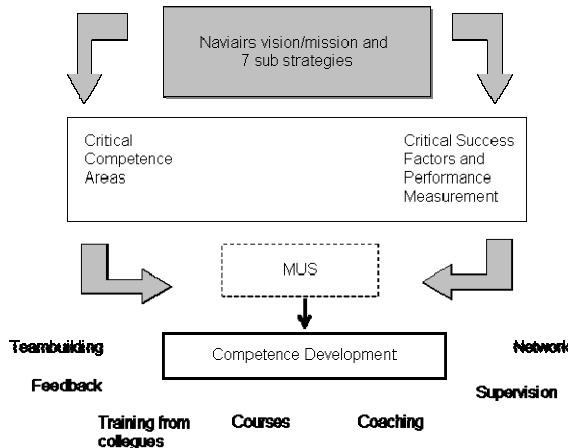 Naviairs vision/mission and
7 sub strategies
Critical
Competence
Areas
Critical Success
Factors and
Performance
Measurement
MUS
Competence Development
Teambuilding
Network
Feedback
Supervision
Training from
collegues
Courses
Coaching